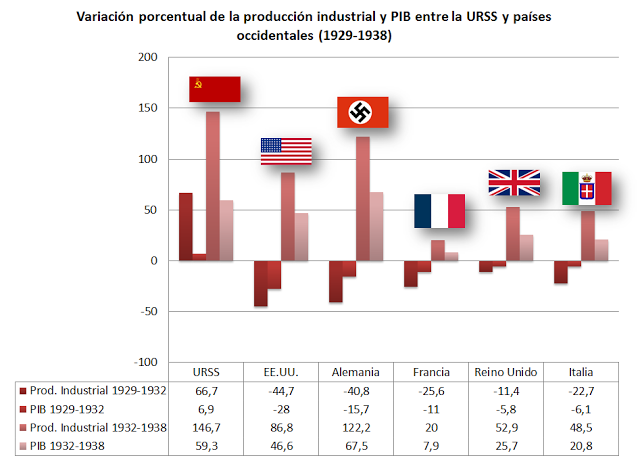 Variación porcentual de la producción industrial y PIB entre la URSS y países
occidentales (1929-1938)
200
150
100
50
0
-50
-100
URSS EE.UU. Alemania Francia Reino Unido Italia
Prod. Industrial 1929-1932 66,7 -44,7 -40,8 -25,6 -11,4 -22,7
PIB 1929-1932 6,9 -28 -15,7 -11 -5,8 -6,1
Prod. Industrial 1932-1938 146,7 86,8 122,2 20 52,9 48,5
PIB 1932-1938 59,3 46,6 67,5 7,9 25,7 20,8